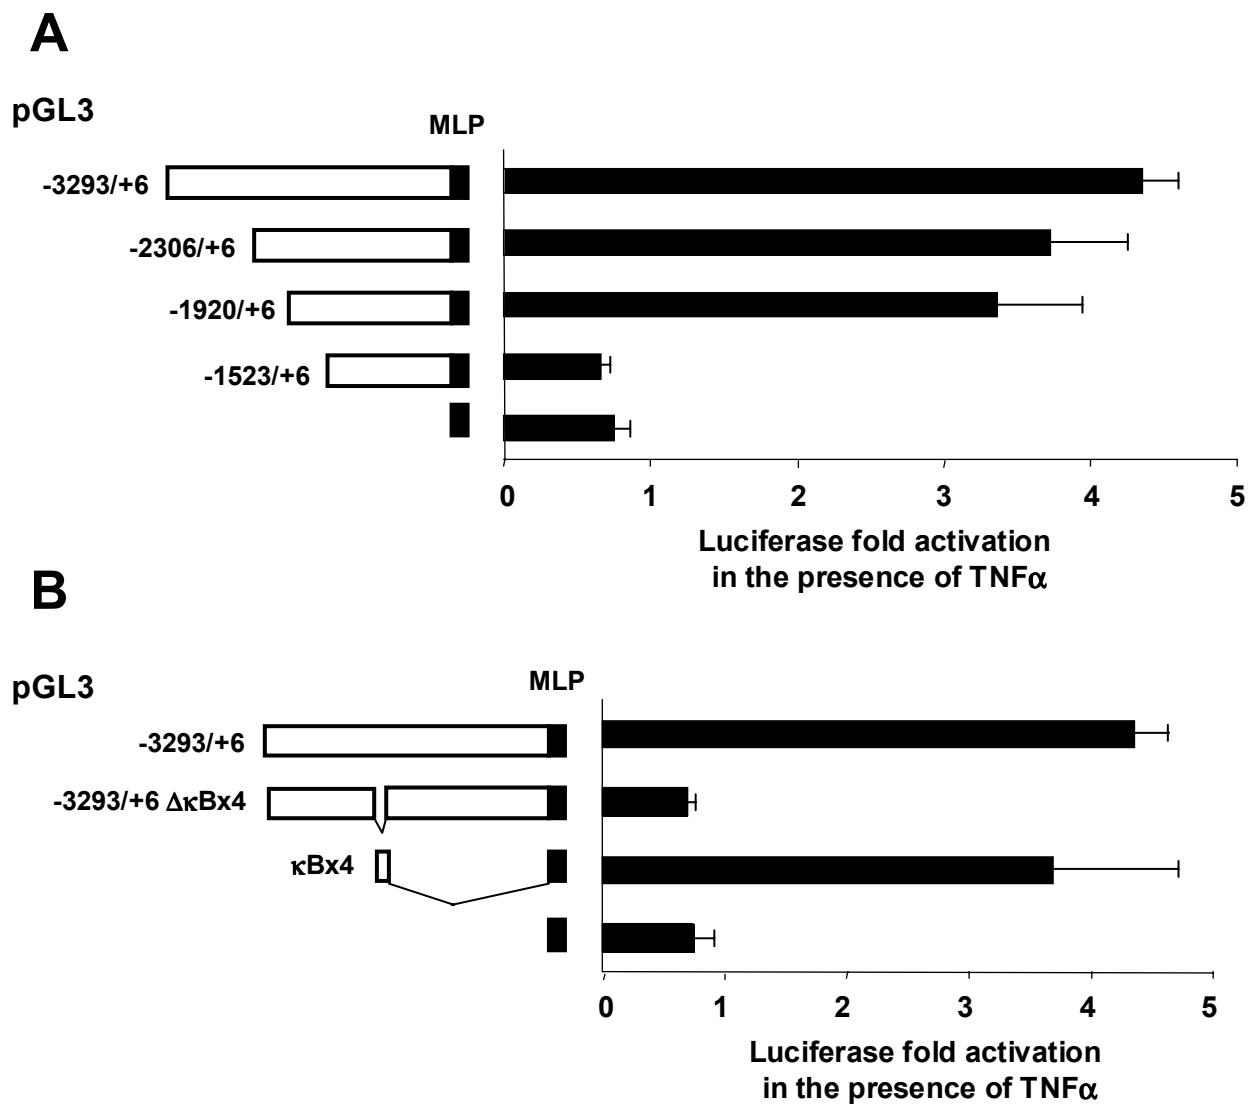 A
pGL3
MLP
-3293/+6
-2306/+6
-1920/+6
-1523/+6
0 1 2 3 4 5
Luciferase fold activation
in the presence of TNFα
B
pGL3
MLP
-3293/+6
-3293/+6 ΔκBx4
κBx4
0 1 2 3 4 5
Luciferase fold activation
in the presence of TNFα